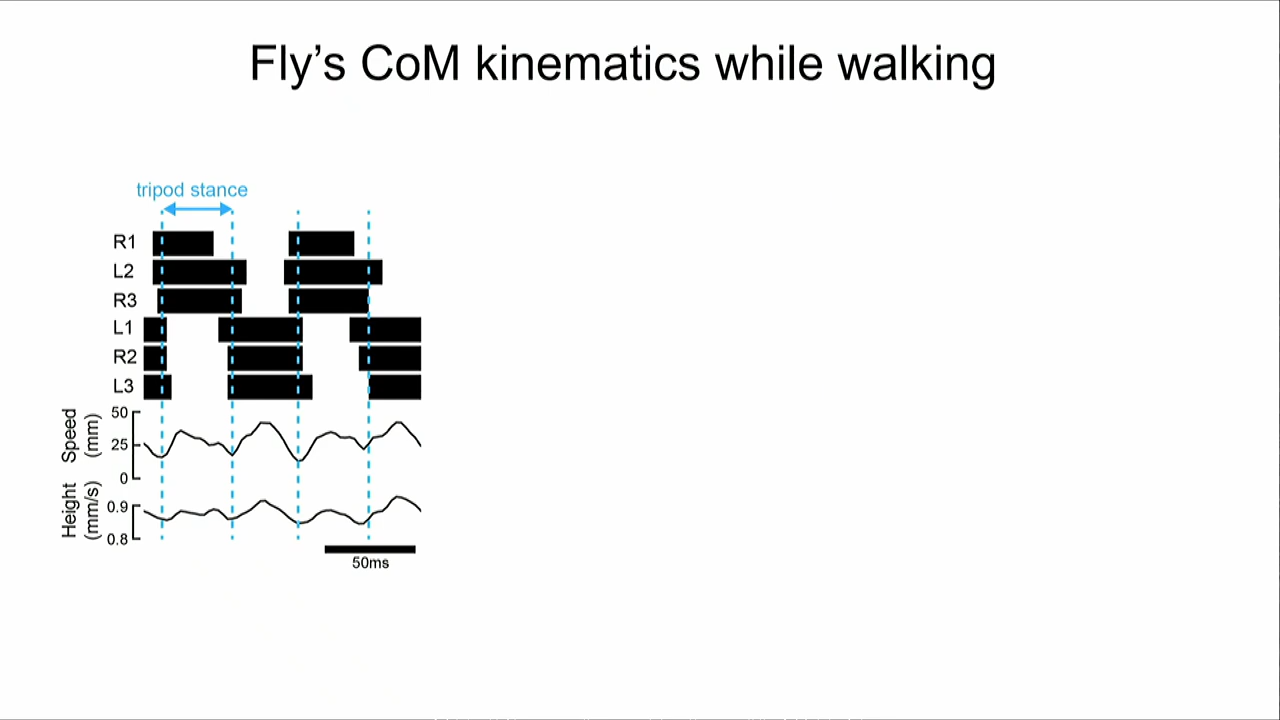 Fly's CoM kinematics while walking
tripod stance
R1
L2
R3
L1
R2
L3
Speed
(mm)
50
25
0
Height
(mm/s)
0.9
0.8
50ms